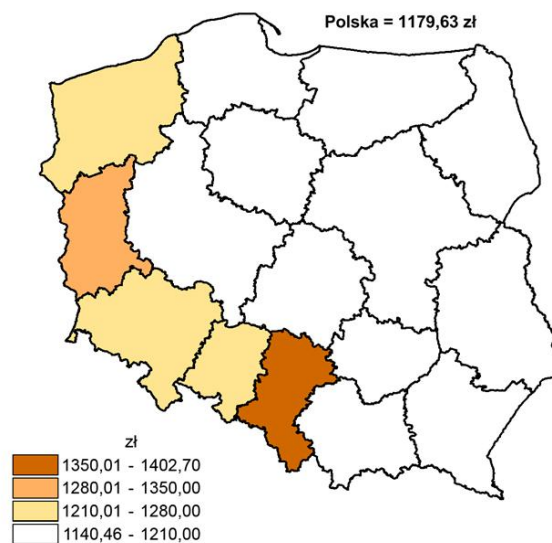 Polska = 1179,63 zł
zł
1350,01 - 1402,70
1280,01 - 1350,00
1210,01 - 1280,00
1140,46 - 1210,00